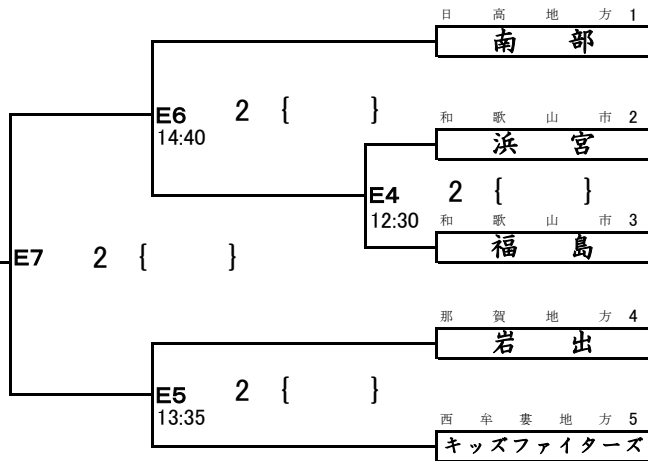 日高地方 1
南部
E6 2 { }
14:40
和歌山市 2
浜宮
E4 2 { }
12:30
和歌山市 3
福島
E7 2 { }
那賀地方 4
岩出
E5 2 { }
13:35
西牟婁地方 5
キッズファイターズ